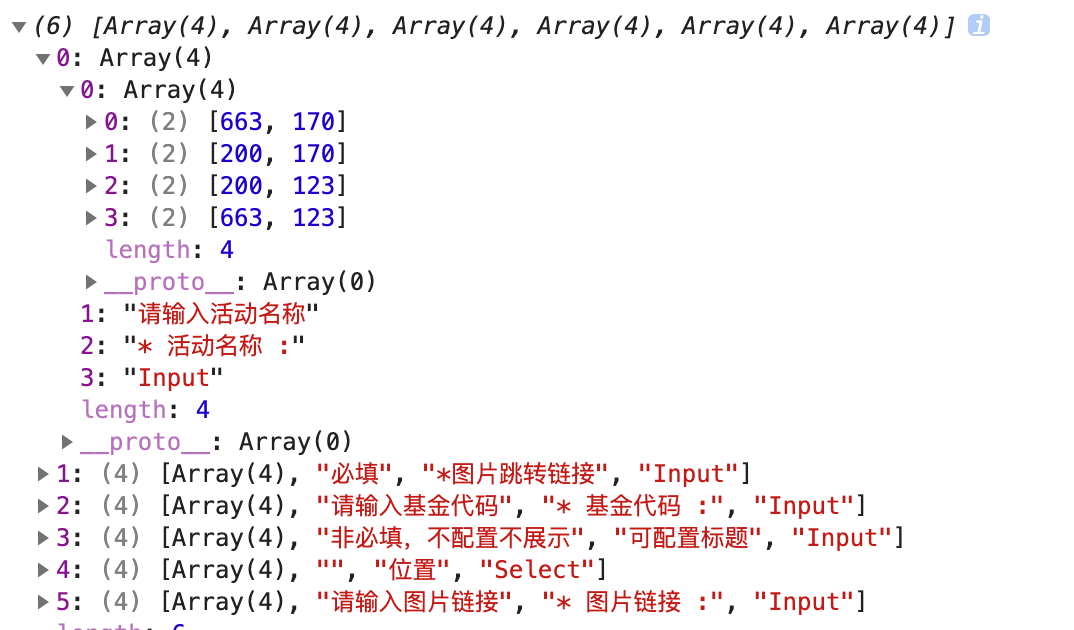 (6) [Array(4), Array(4), Array(4), Array(4), Array(4), Array(4)] i
0: Array(4)
0: Array(4)
0: (2) [663, 170]
1: (2) [200, 170]
2: (2) [200, 123]
3: (2) [663, 123]
length: 4
__proto__: Array(0)
1: "请输入活动名称"
2: "* 活动名称 :"
3: "Input"
length: 4
__proto__: Array(0)
1: (4) [Array(4), "必填", "*图片跳转链接", "Input"]
2: (4) [Array(4), "请输入基金代码", "* 基金代码 :", "Input"]
3: (4) [Array(4), "非必填，不配置不展示", "可配置标题", "Input"]
4: (4) [Array(4), "", "位置", "Select"]
5: (4) [Array(4), "请输入图片链接", "* 图片链接 :", "Input"]
length: 6